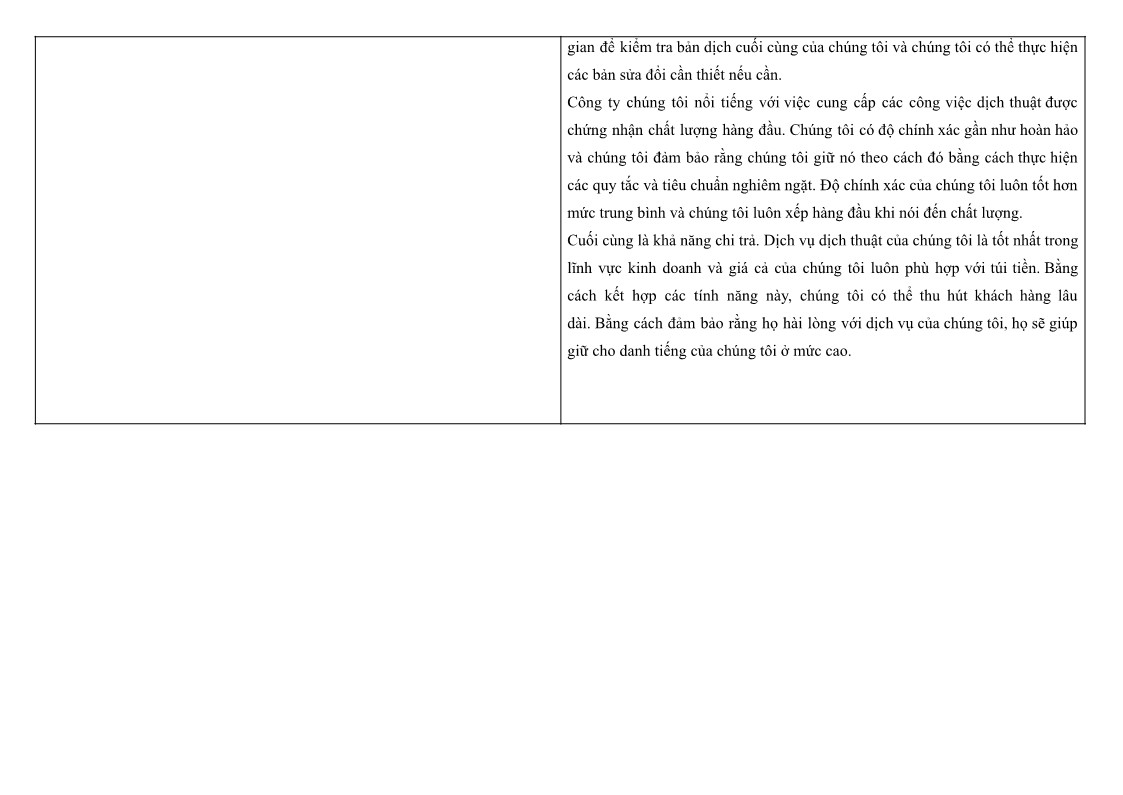 gian để kiểm tra bản dịch cuối cùng của chúng tôi và chúng tôi có thể thực hiện
các bản sửa đổi cần thiết nếu cần.
Công ty chúng tôi nổi tiếng với việc cung cấp các công việc dịch thuật được
chứng nhận chất lượng hàng đầu. Chúng tôi có độ chính xác gần như hoàn hảo
và chúng tôi đảm bảo rằng chúng tôi giữ nó theo cách đó bằng cách thực hiện
các quy tắc và tiêu chuẩn nghiêm ngặt. Độ chính xác của chúng tôi luôn tốt hơn
mức trung bình và chúng tôi luôn xếp hàng đầu khi nói đến chất lượng.
Cuối cùng là khả năng chi trả. Dịch vụ dịch thuật của chúng tôi là tốt nhất trong
lĩnh vực kinh doanh và giá cả của chúng tôi luôn phù hợp với túi tiền. Bằng
cách kết hợp các tính năng này, chúng tôi có thể thu hút khách hàng lâu
dài. Bằng cách đảm bảo rằng họ hài lòng với dịch vụ của chúng tôi, họ sẽ giúp
giữ cho danh tiếng của chúng tôi ở mức cao.